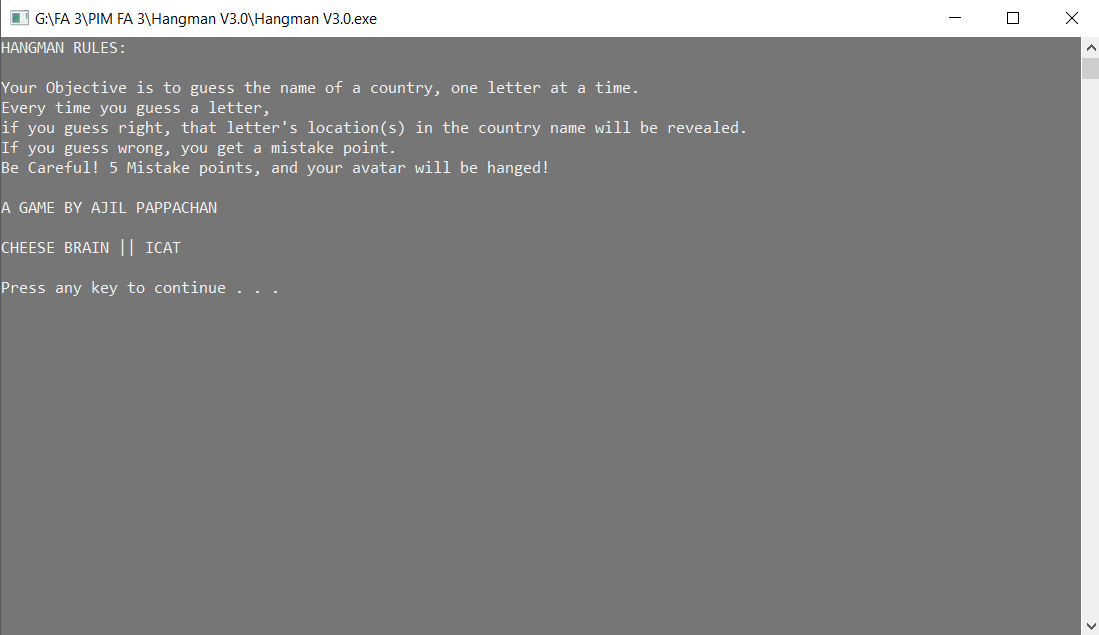 G:\FA 3\PIM FA 3\Hangman V3.0\Hangman V3.0.exe
HANGMAN RULES:
Your Objective is to guess the name of a country, one letter at a time.
Every time you guess a letter,
if you guess right, that letter's location(s) in the country name will be revealed.
If you guess wrong, you get a mistake point.
Be Careful! 5 Mistake points, and your avatar will be hanged!
A GAME BY AJIL PAPPACHAN
CHEESE BRAIN || ICAT
Press any key to continue . . .